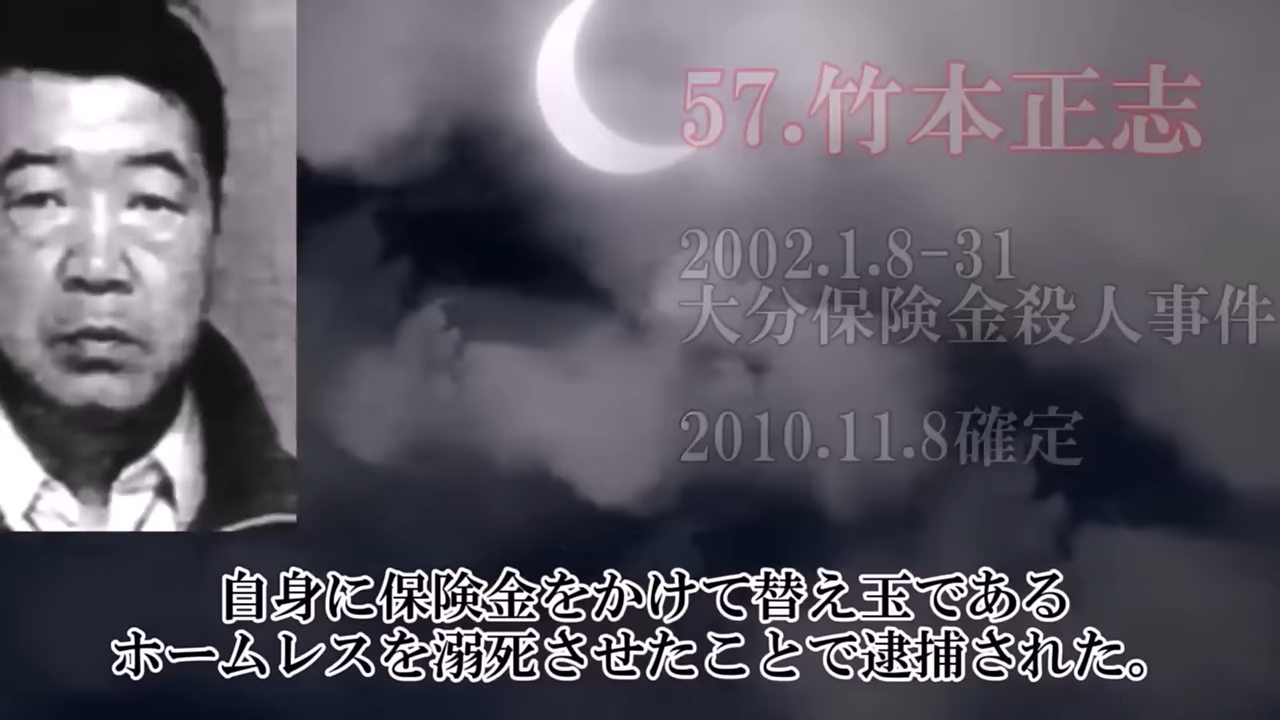 57.竹本正志
2002.1.8-31
大分保険金殺人事件
2010.11.8確定
自身に保険金をかけて替え玉である
ホームレスを溺死させたことで逮捕された。